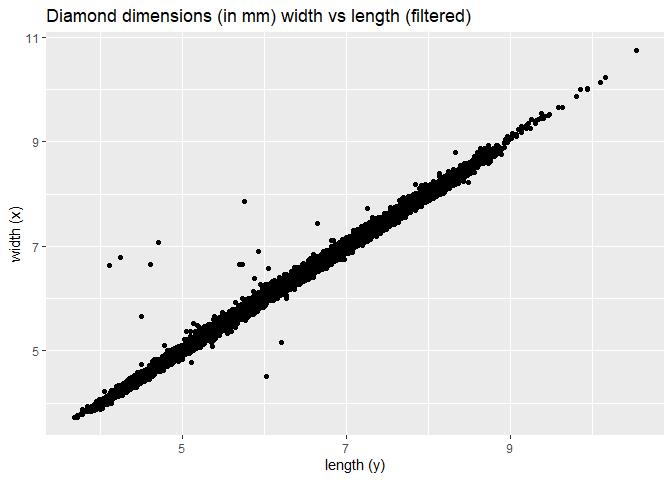 Diamond dimensions (in mm) width vs length (filtered)
11
9
7
5
width (x)
5 7 9
length (y)